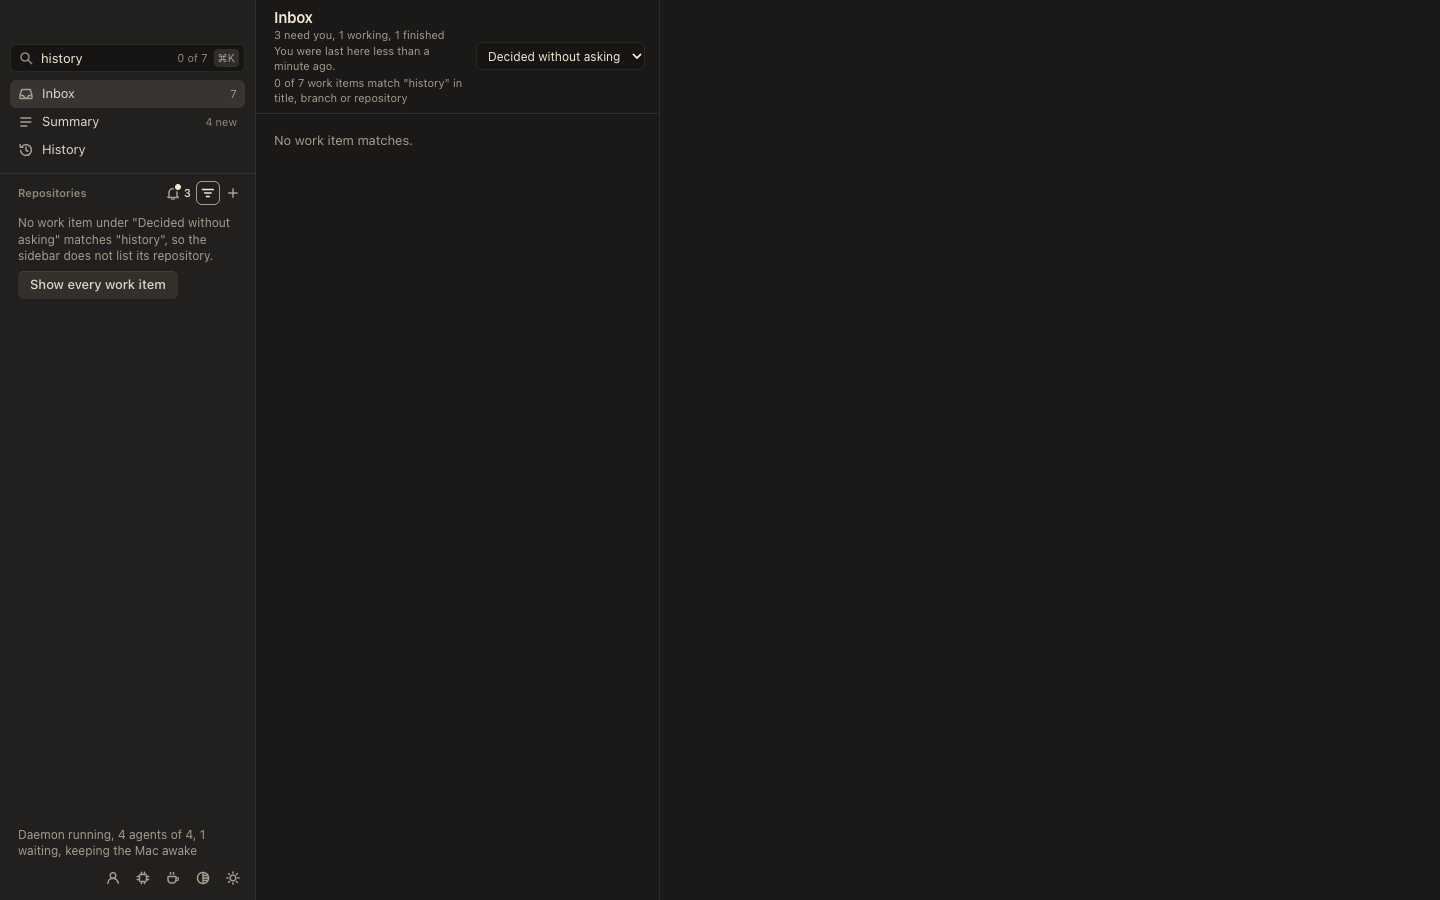 history 0 of 7 ⌘K
Inbox 7
Summary 4 new
History
Repositories 3
No work item under "Decided without
asking" matches "history", so the
sidebar does not list its repository.
Show every work item
Daemon running, 4 agents of 4, 1
waiting, keeping the Mac awake
Inbox
3 need you, 1 working, 1 finished
You were last here less than a
minute ago.
0 of 7 work items match "history" in
title, branch or repository
Decided without asking
No work item matches.